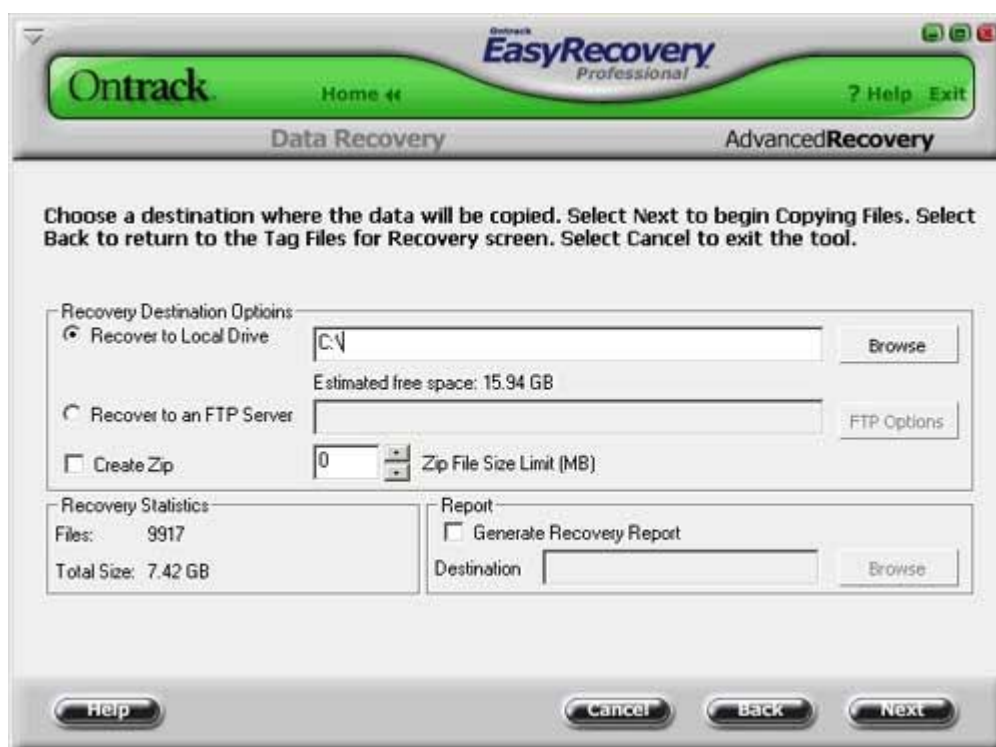 Ontrack
EasyRecovery
Professional
Ontrack
Home
? Help Exit
Data Recovery
AdvancedRecovery
Choose a destination where the data will be copied. Select Next to begin Copying Files. Select
Back to return to the Tag Files for Recovery screen. Select Cancel to exit the tool.
Recovery Destination Optioins
Recover to Local Drive
C:\
Browse
Estimated free space: 15.94 GB
Recover to an FTP Server
FTP Options
Create Zip
0
Zip File Size Limit (MB)
Recovery Statistics
Files: 9917
Total Size: 7.42 GB
Report
Generate Recovery Report
Destination
Browse
Help
Cancel
Back
Next